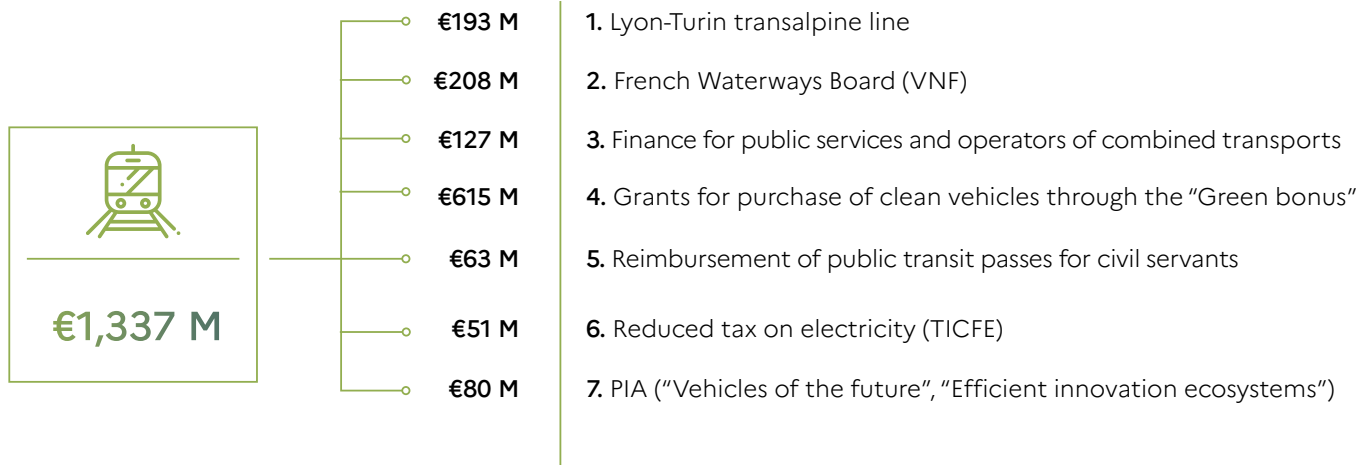 €1,337 M
€193 M 1. Lyon-Turin transalpine line
€208 M 2. French Waterways Board (VNF)
€127 M 3. Finance for public services and operators of combined transports
€615 M 4. Grants for purchase of clean vehicles through the “Green bonus”
€63 M 5. Reimbursement of public transit passes for civil servants
€51 M 6. Reduced tax on electricity (TICFE)
€80 M 7. PIA (“Vehicles of the future”, “Efficient innovation ecosystems”)